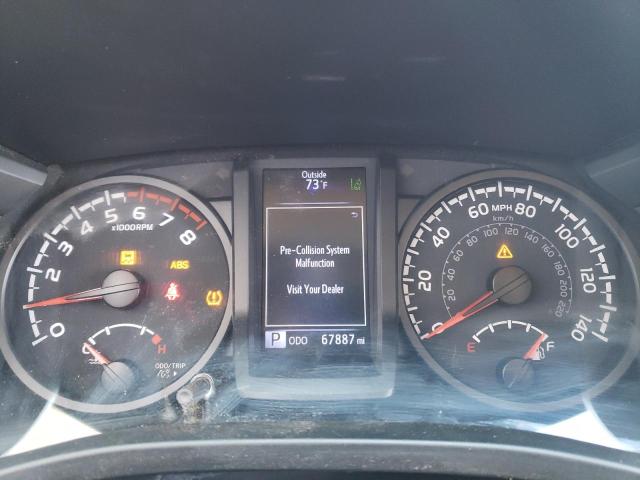 Outside
73°F
Pre-Collision System
Malfunction
Visit Your Dealer
P ODO 67887 mi
0 1 2 3 4 5 6 7 8
x1000RPM
ABS
C H
ODO/TRIP
0 20 40 60 MPH 80 100 120 140
km/h
20 40 60 80 100 120 140 160 180 200 220
E F